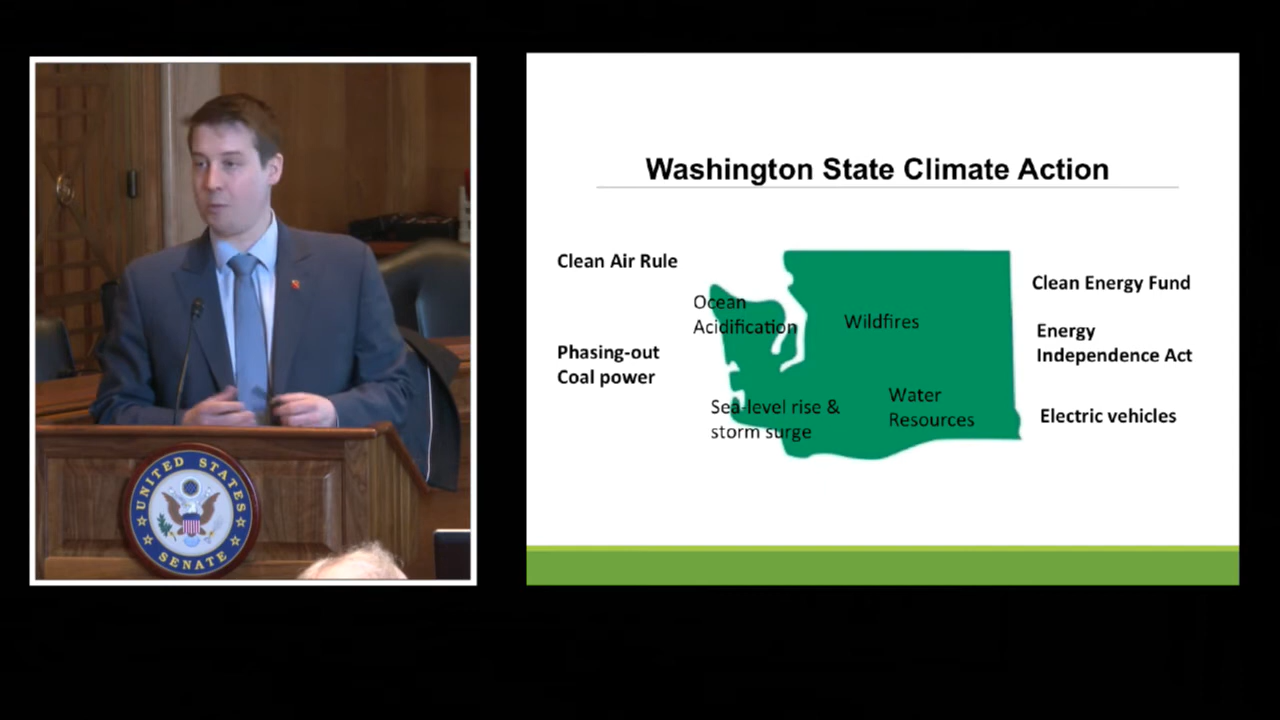 UNITED STATES
SENATE
Washington State Climate Action
Clean Air Rule
Phasing-out
Coal power
Ocean
Acidification
Wildfires
Sea-level rise &
storm surge
Water
Resources
Clean Energy Fund
Energy
Independence Act
Electric vehicles